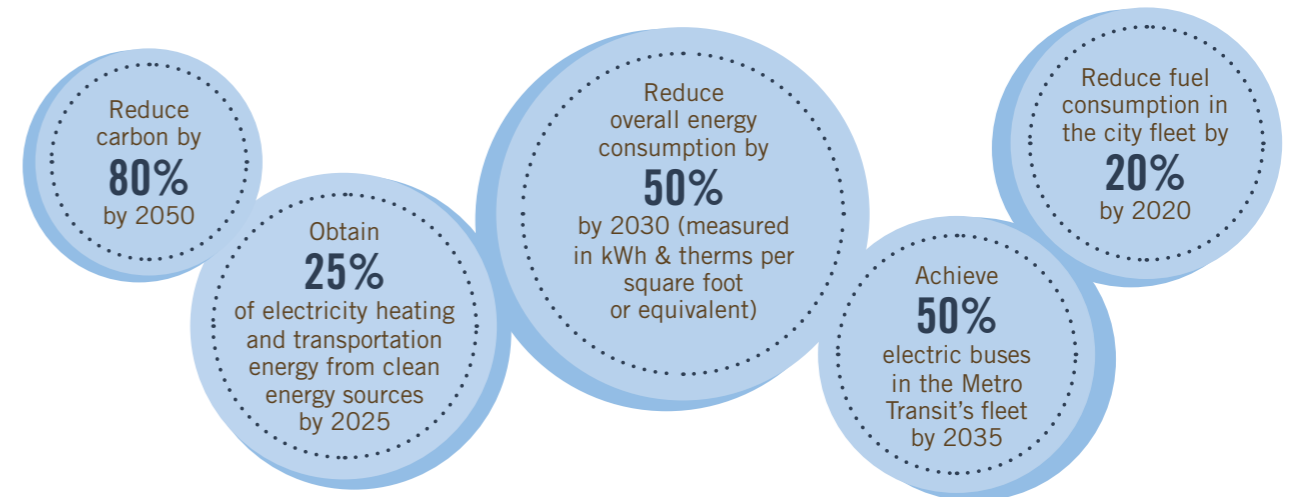 Reduce
carbon by
80%
by 2050
Obtain
25%
of electricity heating
and transportation
energy from clean
energy sources
by 2025
Reduce
overall energy
consumption by
50%
by 2030 (measured
in kWh & therms per
square foot
or equivalent)
Achieve
50%
electric buses
in the Metro
Transit's fleet
by 2035
Reduce fuel
consumption in
the city fleet by
20%
by 2020